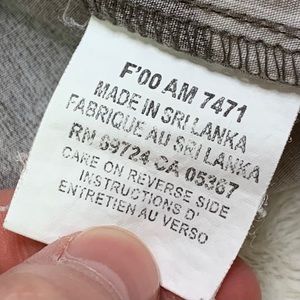 F'00 AM 7471
MADE IN SRI LANKA
FABRIQUE AU SRI LANKA
RN 89724 CA 05367
CARE ON REVERSE SIDE
INSTRUCTIONS D'
ENTRETIEN AU VERSO